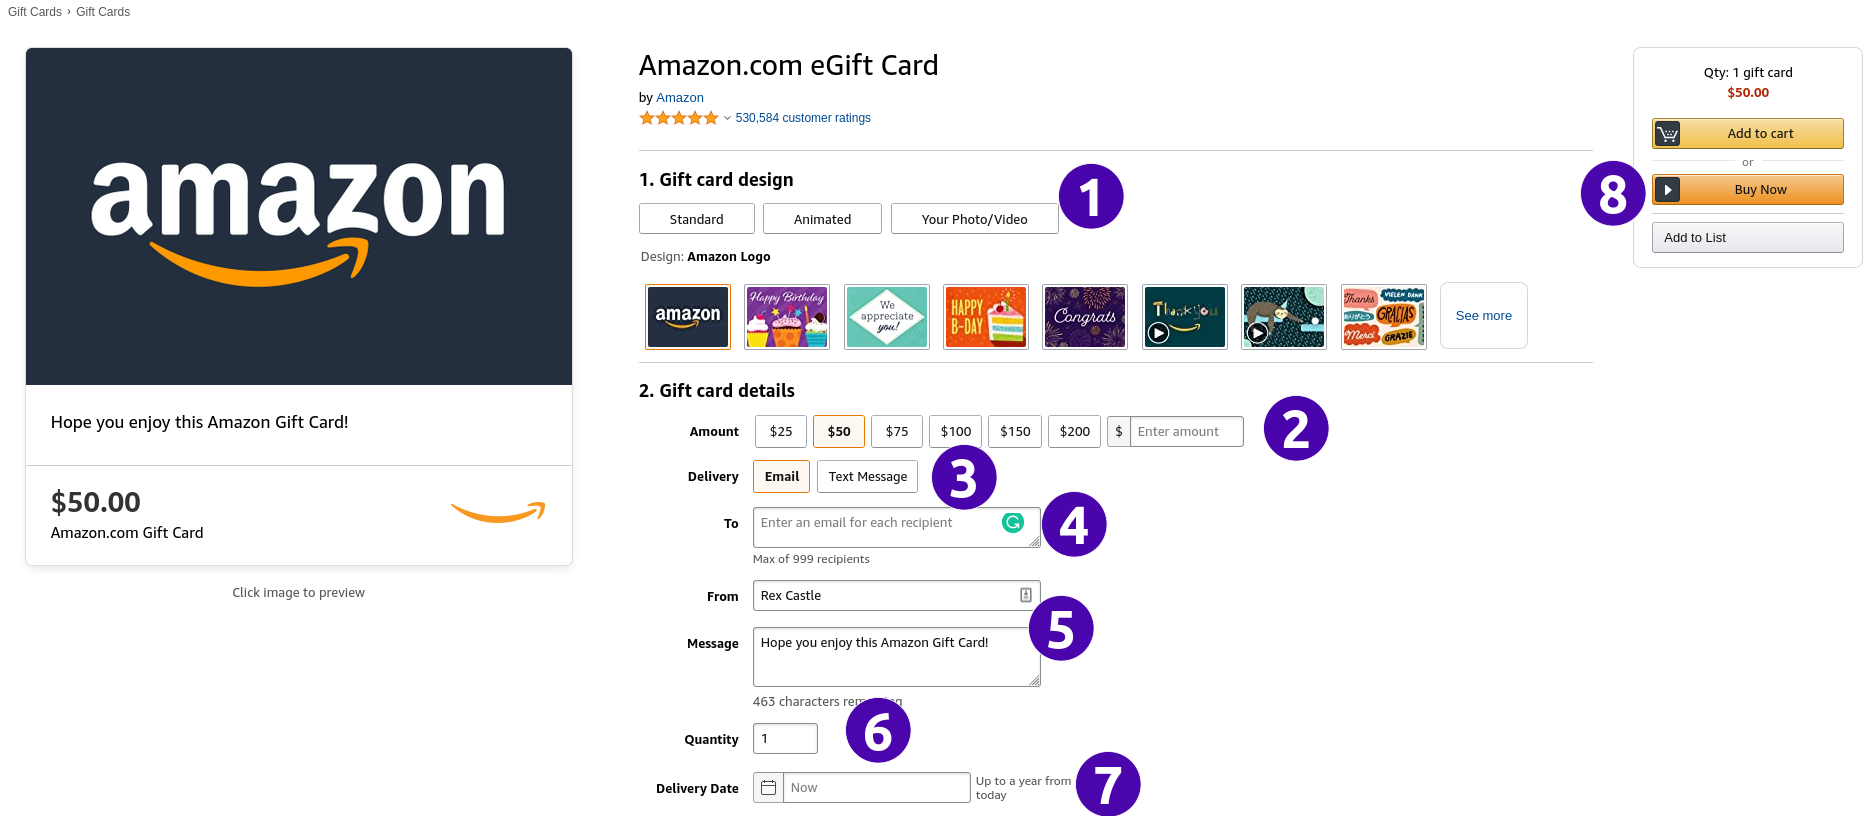 Gift Cards › Gift Cards
amazon
Hope you enjoy this Amazon Gift Card!
$50.00
Amazon.com Gift Card
Click image to preview
Amazon.com eGift Card
by Amazon
530,584 customer ratings
1. Gift card design
1
Standard
Animated
Your Photo/Video
Design: Amazon Logo
amazon
Happy Birthday
We
appreciate
you!
HAPPY
B-DAY
Congrats
Thank you
Thanks
VIELEN DANK
ありがとう
GRACIAS
Merci
GRAZIE
See more
2. Gift card details
Amount
$25
$50
$75
$100
$150
$200
$
Enter amount
2
Delivery
Email
Text Message
3
To
Enter an email for each recipient
4
Max of 999 recipients
From
Rex Castle
5
Message
Hope you enjoy this Amazon Gift Card!
463 characters
6
Quantity
1
Delivery Date
Now
Up to a year from
today
7
Qty: 1 gift card
$50.00
Add to cart
or
8
Buy Now
Add to List